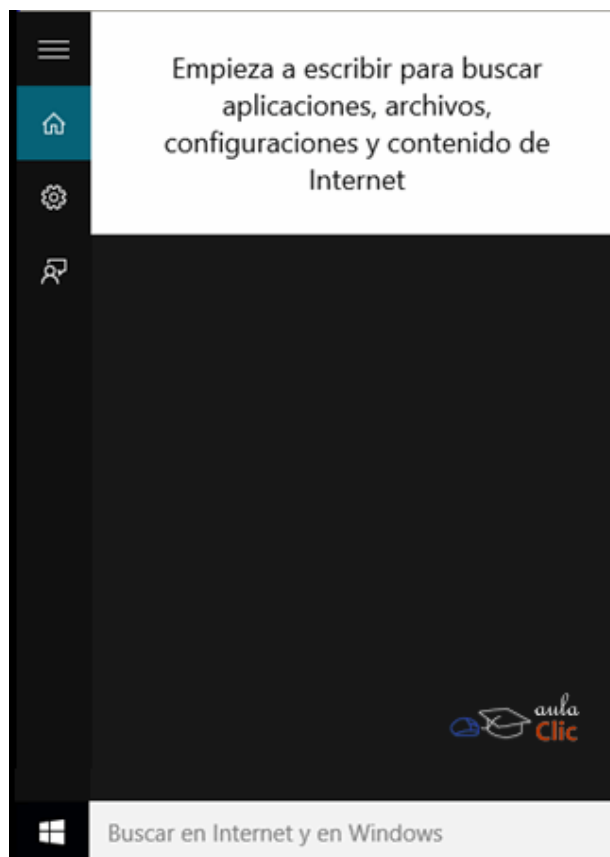 Empieza a escribir para buscar
aplicaciones, archivos,
configuraciones y contenido de
Internet
aula
Clic
Buscar en Internet y en Windows